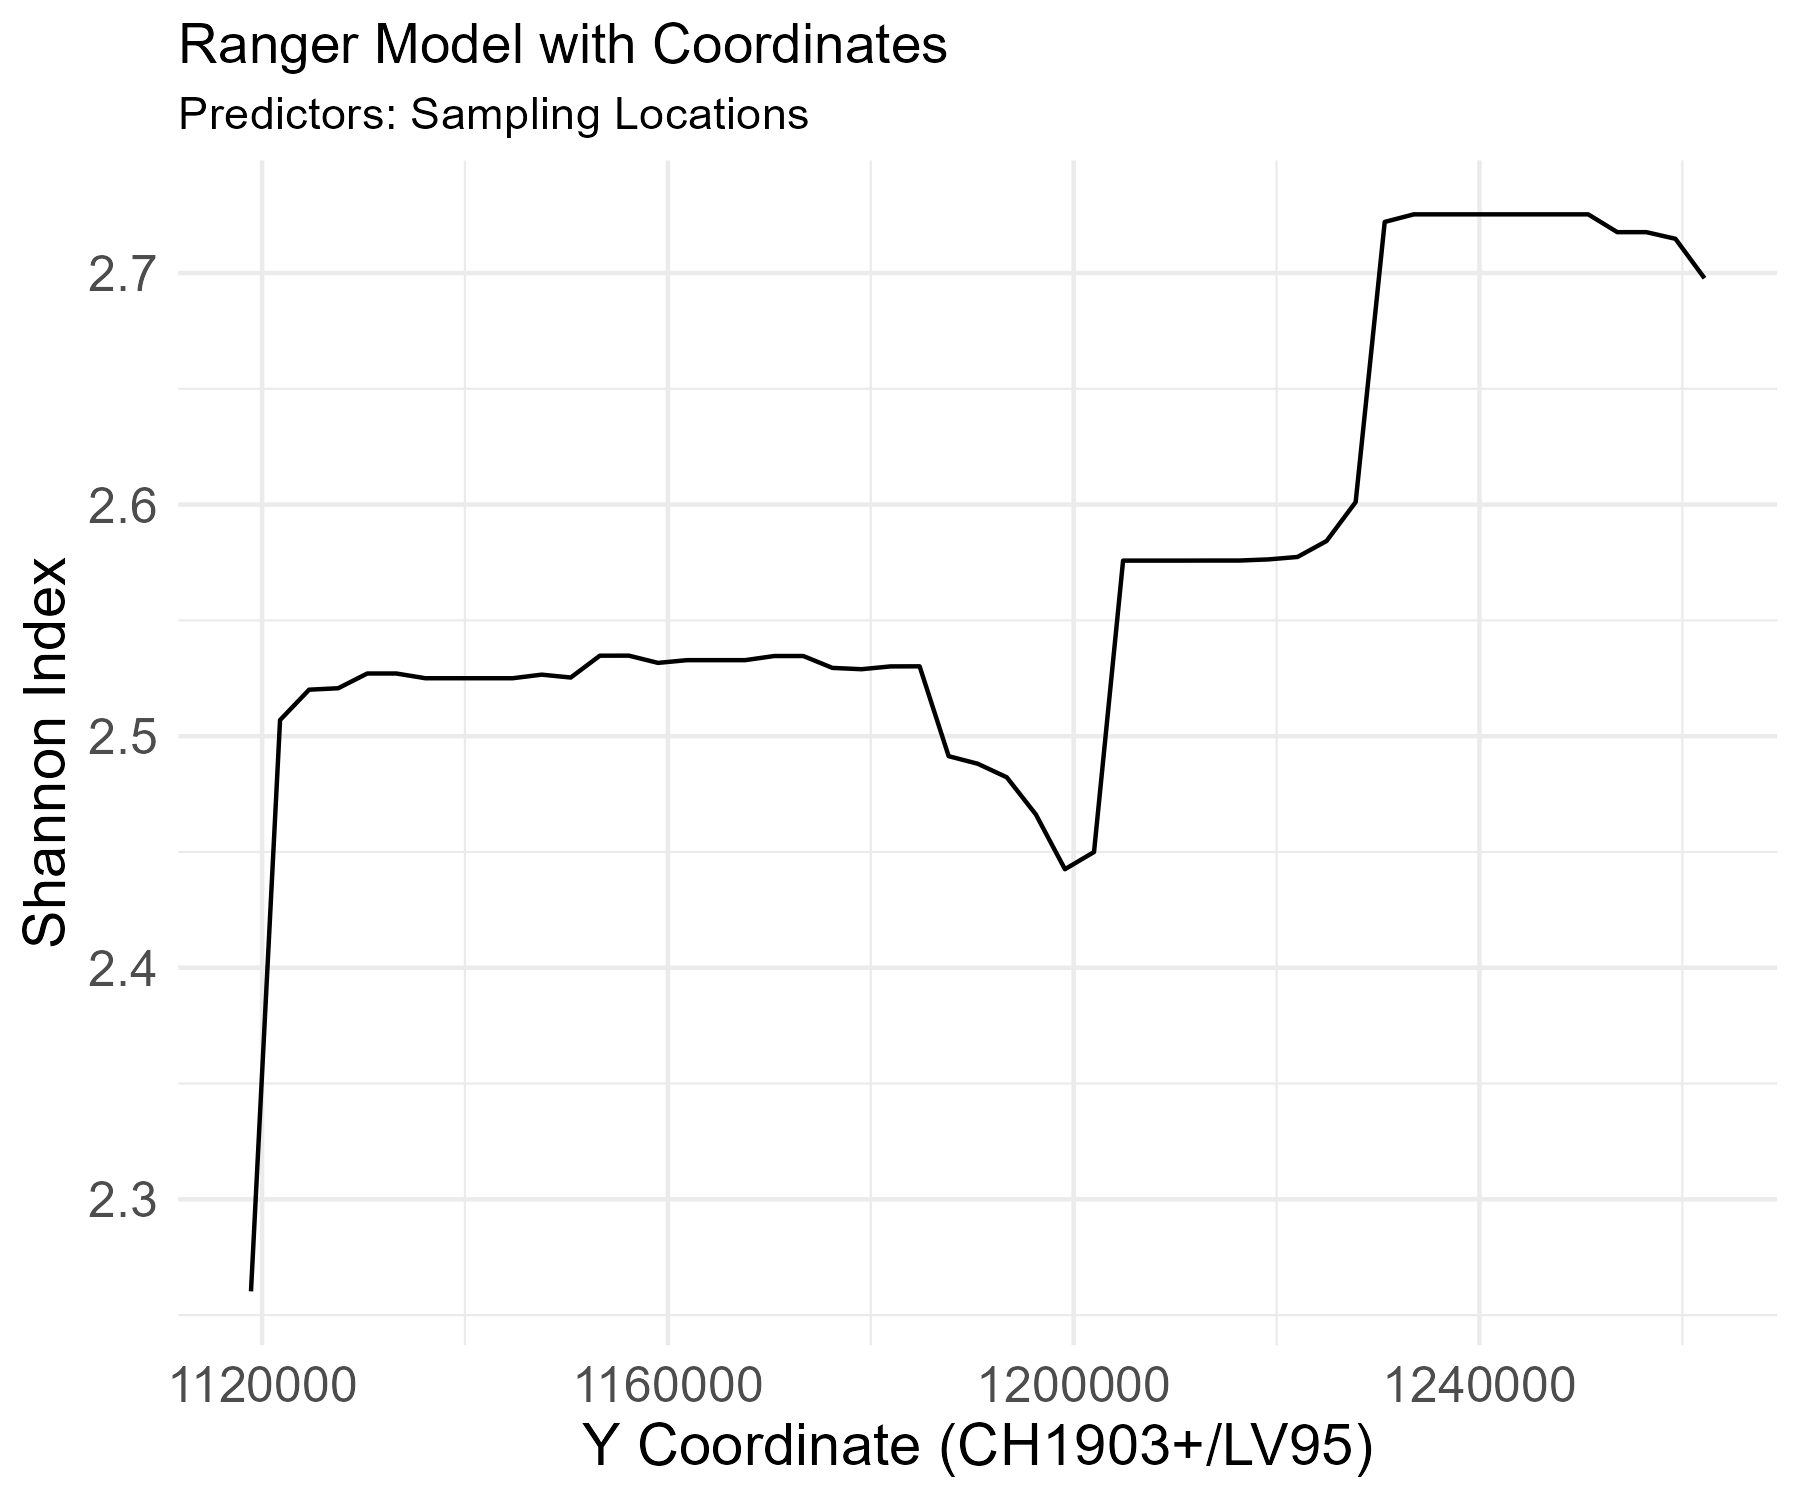 Ranger Model with Coordinates
Predictors: Sampling Locations
Shannon Index
2.7
2.6
2.5
2.4
2.3
1120000 1160000 1200000 1240000
Y Coordinate (CH1903+/LV95)